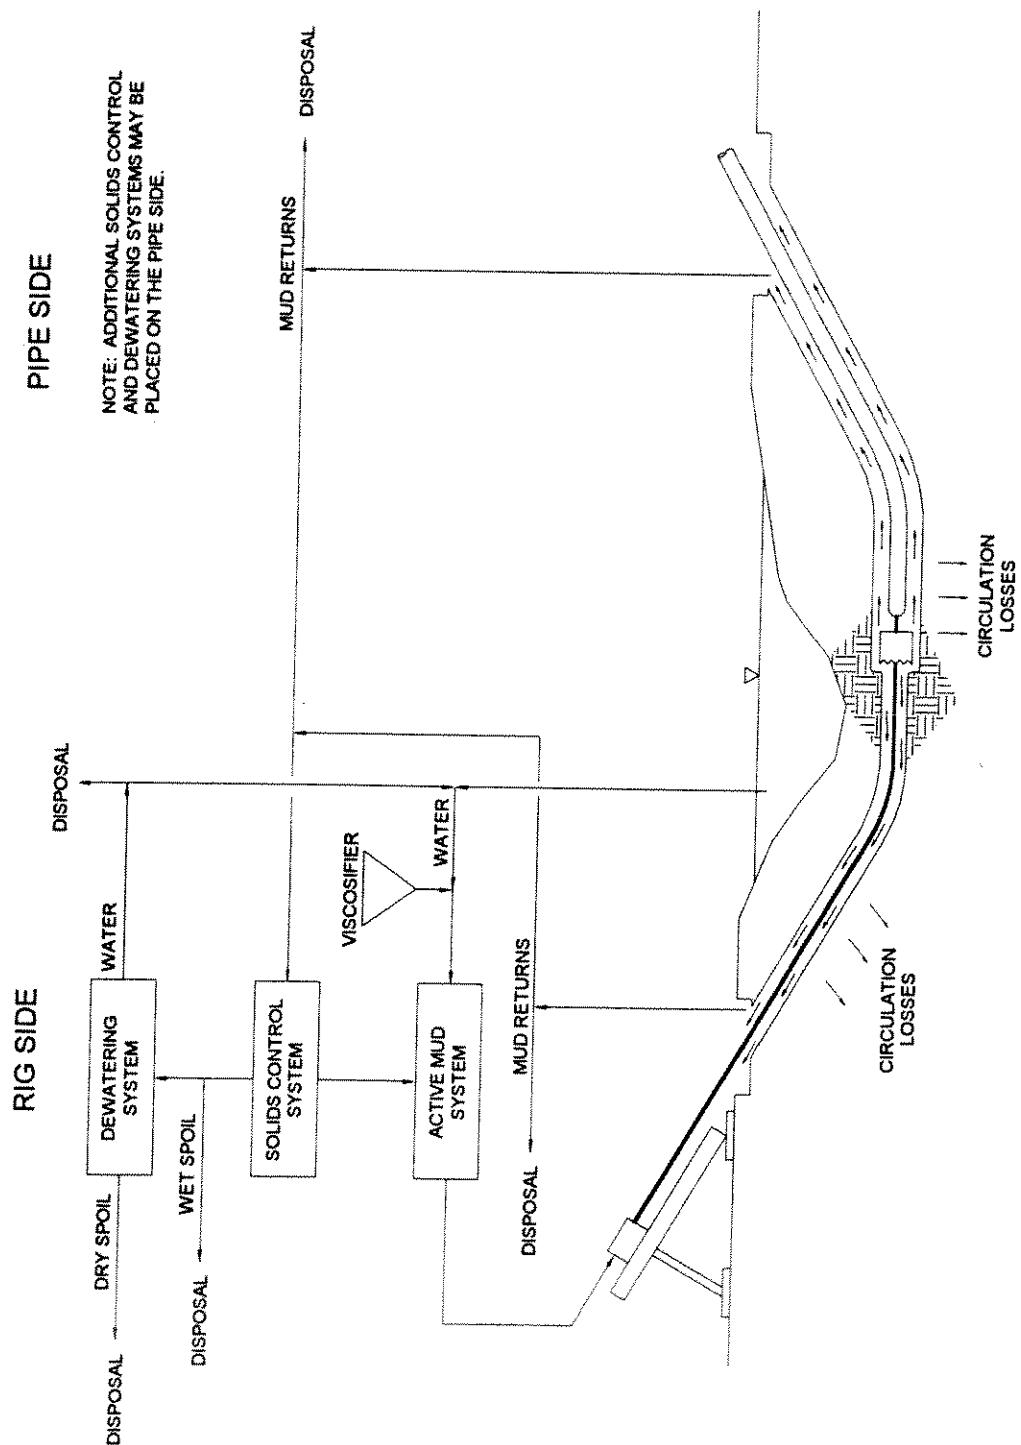 RIG SIDE
PIPE SIDE
NOTE: ADDITIONAL SOLIDS CONTROL
AND DEWATERING SYSTEMS MAY BE
PLACED ON THE PIPE SIDE.
DISPOSAL
DISPOSAL
DRY SPOIL
DEWATERING
SYSTEM
WATER
DISPOSAL
WET SPOIL
SOLIDS CONTROL
SYSTEM
MUD RETURNS
DISPOSAL
VISCOSIFIER
WATER
ACTIVE MUD
SYSTEM
DISPOSAL
MUD RETURNS
CIRCULATION
LOSSES
CIRCULATION
LOSSES